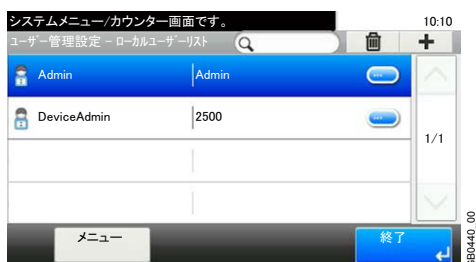 システムメニュー/カウンター画面です。
10:10
ユーザー管理設定 - ローカルユーザーリスト
Admin
Admin
DeviceAdmin
2500
1/1
メニュー
終了